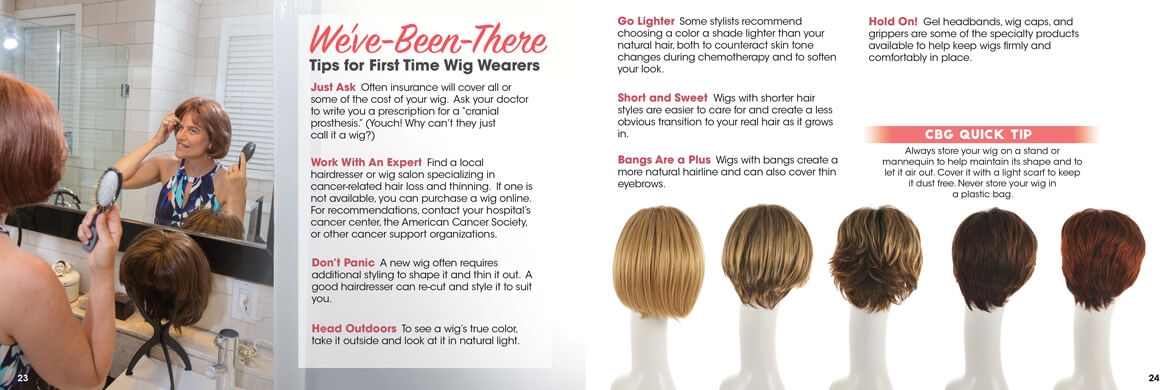 We've-Been-There
Tips for First Time Wig Wearers
Just Ask Often insurance will cover all or
some of the cost of your wig. Ask your doctor
to write you a prescription for a “cranial
prosthesis.” (Youch! Why can’t they just
call it a wig?)
Work With An Expert Find a local
hairdresser or wig salon specializing in
cancer-related hair loss and thinning. If one is
not available, you can purchase a wig online.
For recommendations, contact your hospital’s
cancer center, the American Cancer Society,
or other cancer support organizations.
Don’t Panic A new wig often requires
additional styling to shape it and thin it out. A
good hairdresser can re-cut and style it to suit
you.
Head Outdoors To see a wig’s true color,
take it outside and look at it in natural light.
23
Go Lighter Some stylists recommend
choosing a color a shade lighter than your
natural hair, both to counteract skin tone
changes during chemotherapy and to soften
your look.
Short and Sweet Wigs with shorter hair
styles are easier to care for and create a less
obvious transition to your real hair as it grows
in.
Bangs Are a Plus Wigs with bangs create a
more natural hairline and can also cover thin
eyebrows.
Hold On! Gel headbands, wig caps, and
grippers are some of the specialty products
available to help keep wigs firmly and
comfortably in place.
CBG QUICK TIP
Always store your wig on a stand or
mannequin to help maintain its shape and to
let it air out. Cover it with a light scarf to keep
it dust free. Never store your wig in
a plastic bag.
24